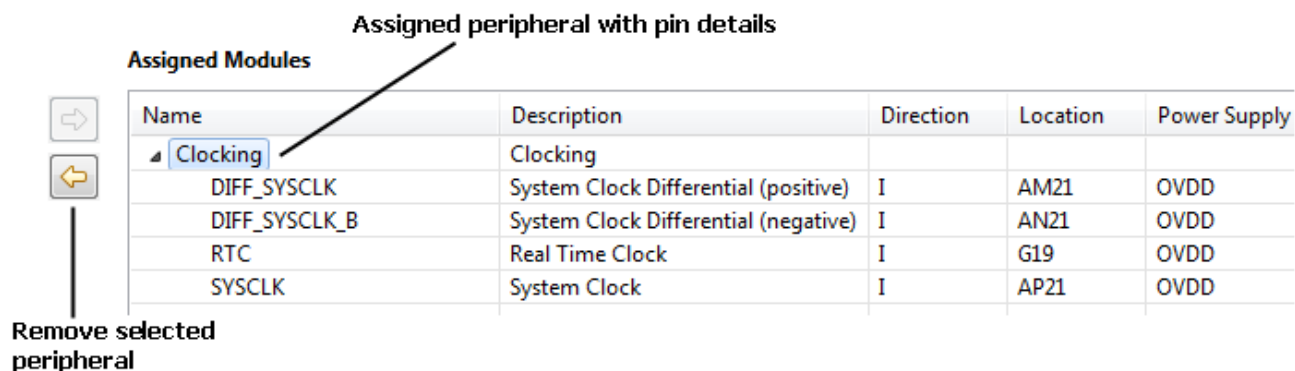 Assigned peripheral with pin details
Assigned Modules
Name Description Direction Location Power Supply
Clocking Clocking
DIFF_SYSCLK System Clock Differential (positive) I AM21 OVDD
DIFF_SYSCLK_B System Clock Differential (negative) I AN21 OVDD
RTC Real Time Clock I G19 OVDD
SYSCLK System Clock I AP21 OVDD
Remove selected
peripheral